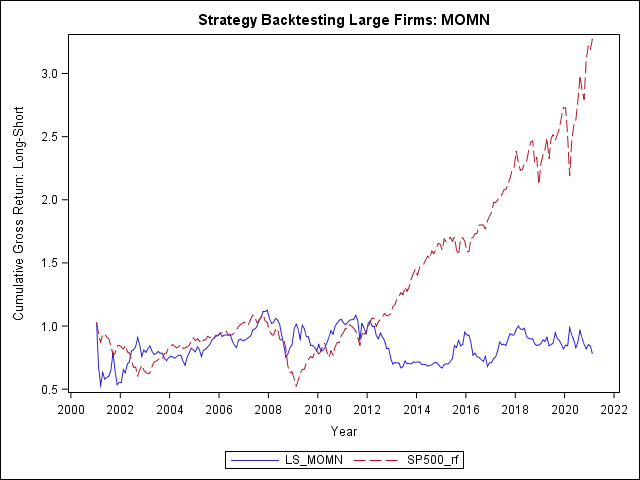 Strategy Backtesting Large Firms: MOMN
Cumulative Gross Return: Long-Short
3.0
2.5
2.0
1.5
1.0
0.5
2000 2002 2004 2006 2008 2010 2012 2014 2016 2018 2020 2022
Year
LS_MOMN SP500_rf